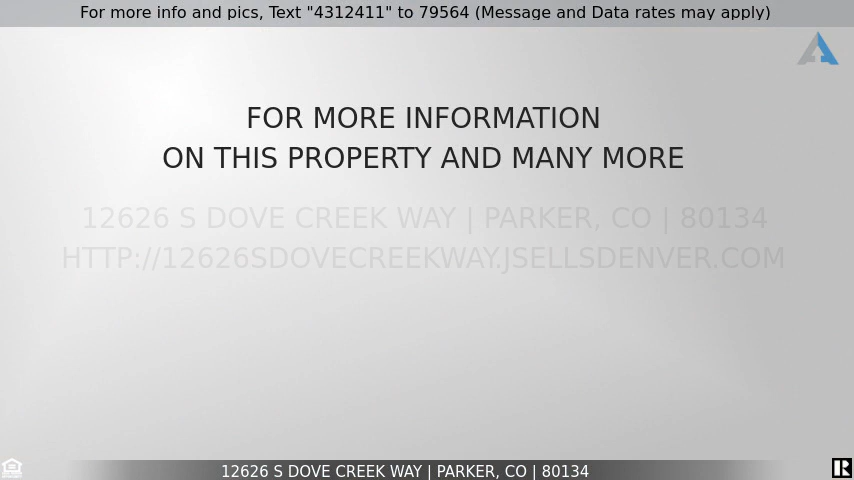 For more info and pics, Text "4312411" to 79564 (Message and Data rates may apply)
FOR MORE INFORMATION
ON THIS PROPERTY AND MANY MORE
12626 S DOVE CREEK WAY | PARKER, CO | 80134
HTTP://12626SDOVECREEKWAY.JSELLSDENVER.COM
12626 S DOVE CREEK WAY | PARKER, CO | 80134